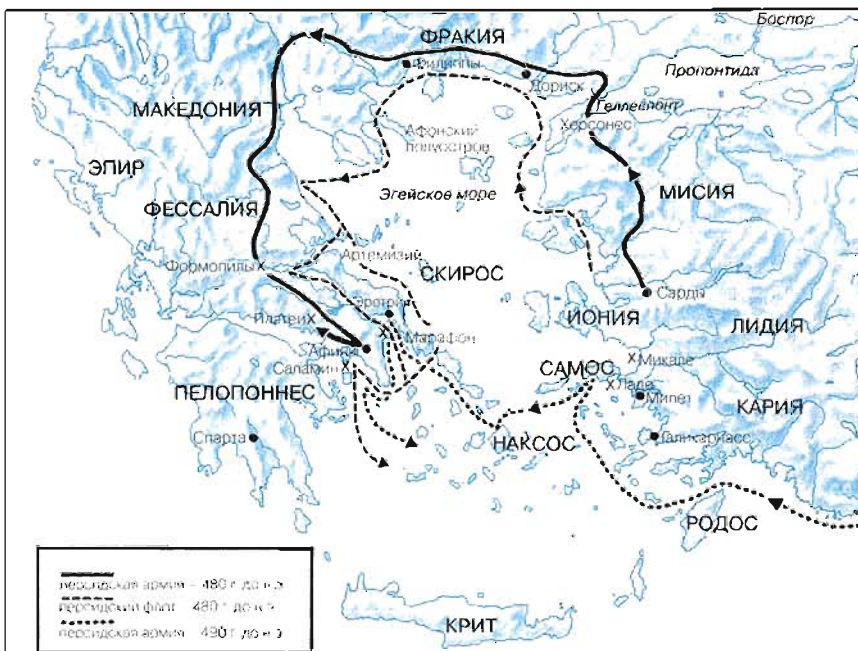 Боспор
ФРАКИЯ
Филиппы
Пропонтида
Дориск
Геллеспонт
МАКЕДОНИЯ
Херсонес
Афонский
полуостров
ЭПИР
Эгейское море
МИСИЯ
ФЕССАЛИЯ
Артемизий
Формопилы X
СКИРОС
Сарды
Эретрия
Платеи X
ИОНИЯ
ЛИДИЯ
X Марафон
Афины
Саламин X
X Микале
САМОС
X Ладе
ПЕЛОПОННЕС
Милет
КАРИЯ
Спарта
НАКСОС
Галикарнасс
РОДОС
персидская армия – 480 г. до н.э.
персидский флот – 480 г. до н.э.
персидская армия – 490 г. до н.э.
КРИТ